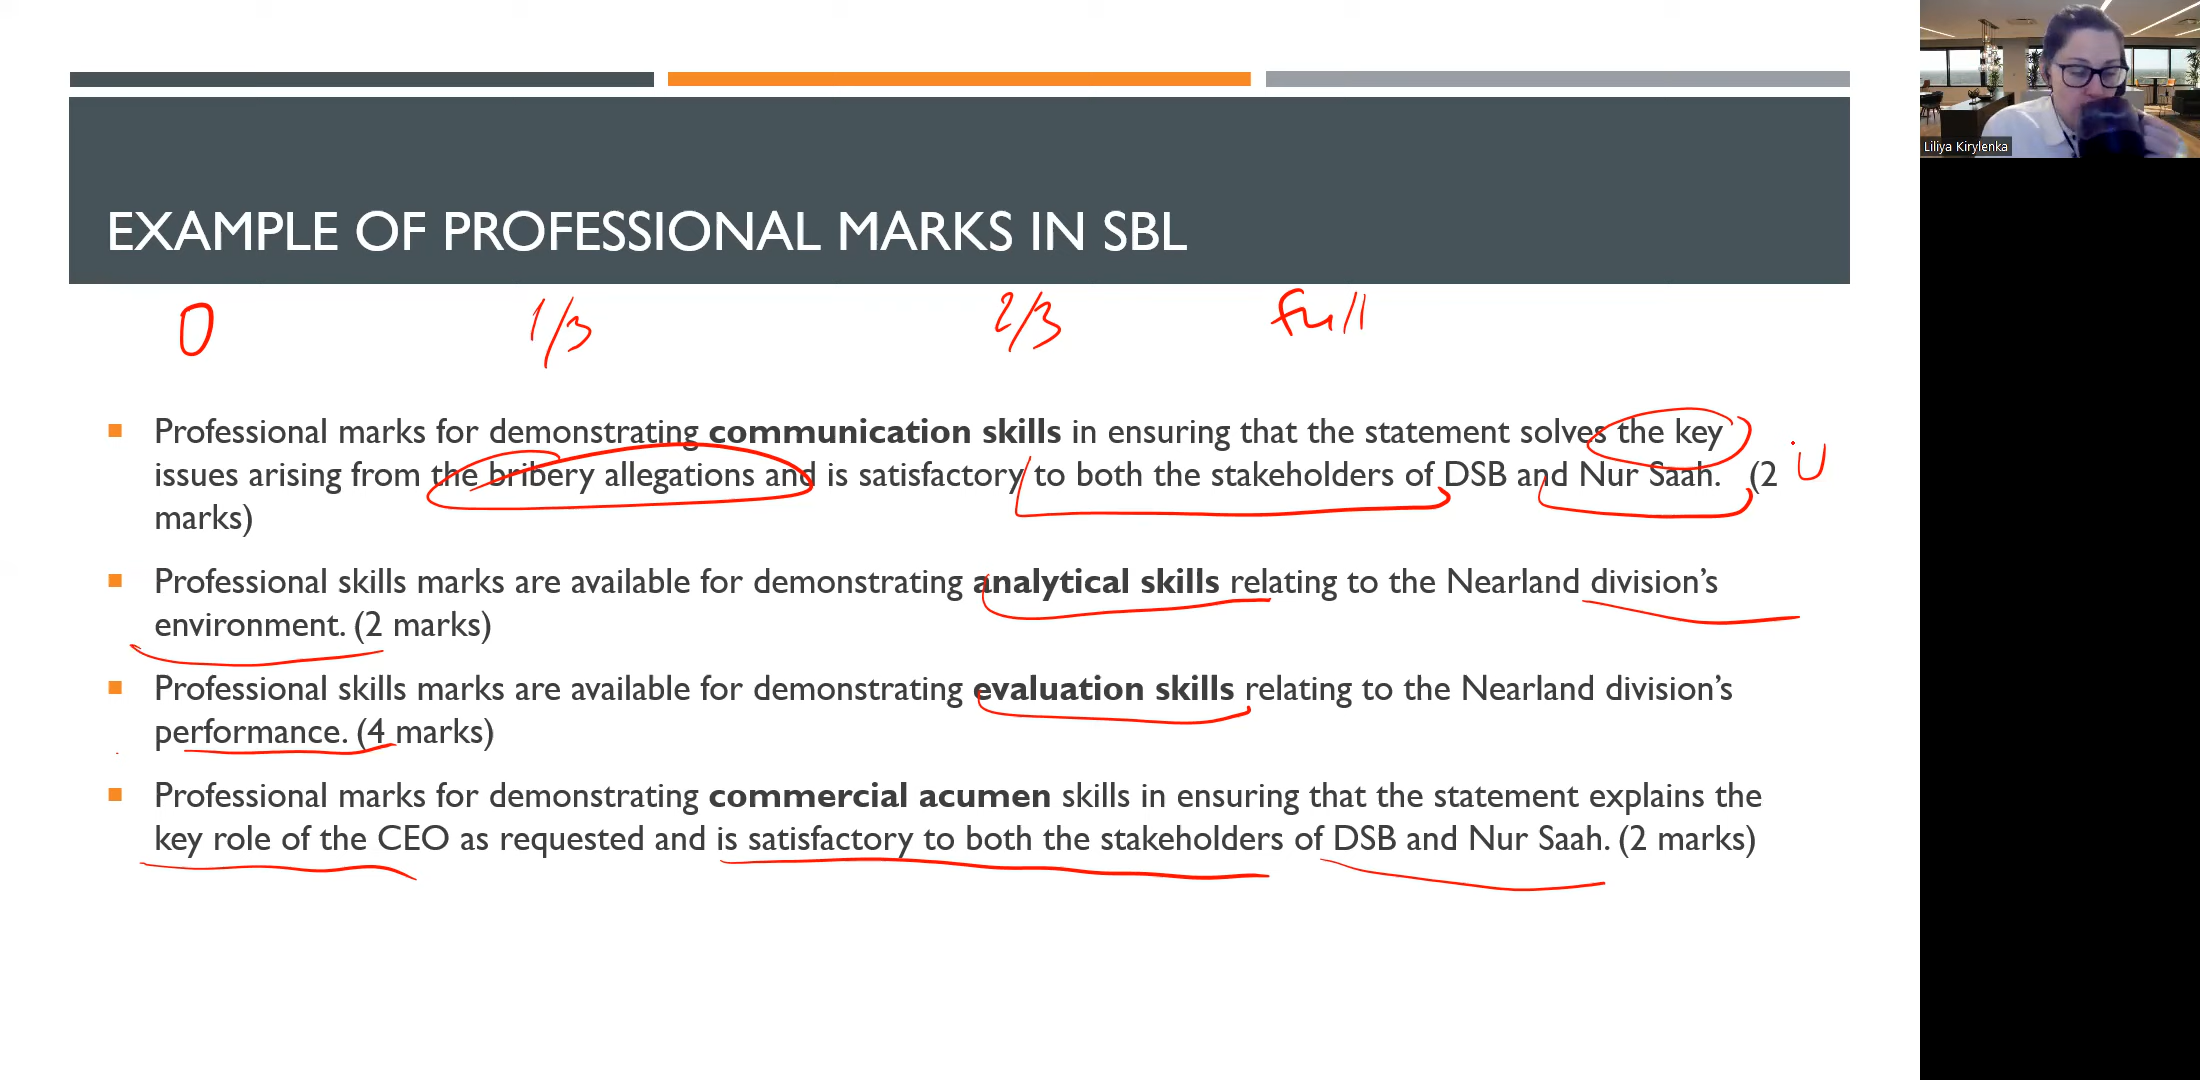 Liliya Kirylenka
EXAMPLE OF PROFESSIONAL MARKS IN SBL
0 1/3 2/3 full
Professional marks for demonstrating communication skills in ensuring that the statement solves the key
issues arising from the bribery allegations and is satisfactory to both the stakeholders of DSB and Nur Saah. (2
marks)
Professional skills marks are available for demonstrating analytical skills relating to the Nearland division's
environment. (2 marks)
Professional skills marks are available for demonstrating evaluation skills relating to the Nearland division's
performance. (4 marks)
Professional marks for demonstrating commercial acumen skills in ensuring that the statement explains the
key role of the CEO as requested and is satisfactory to both the stakeholders of DSB and Nur Saah. (2 marks)